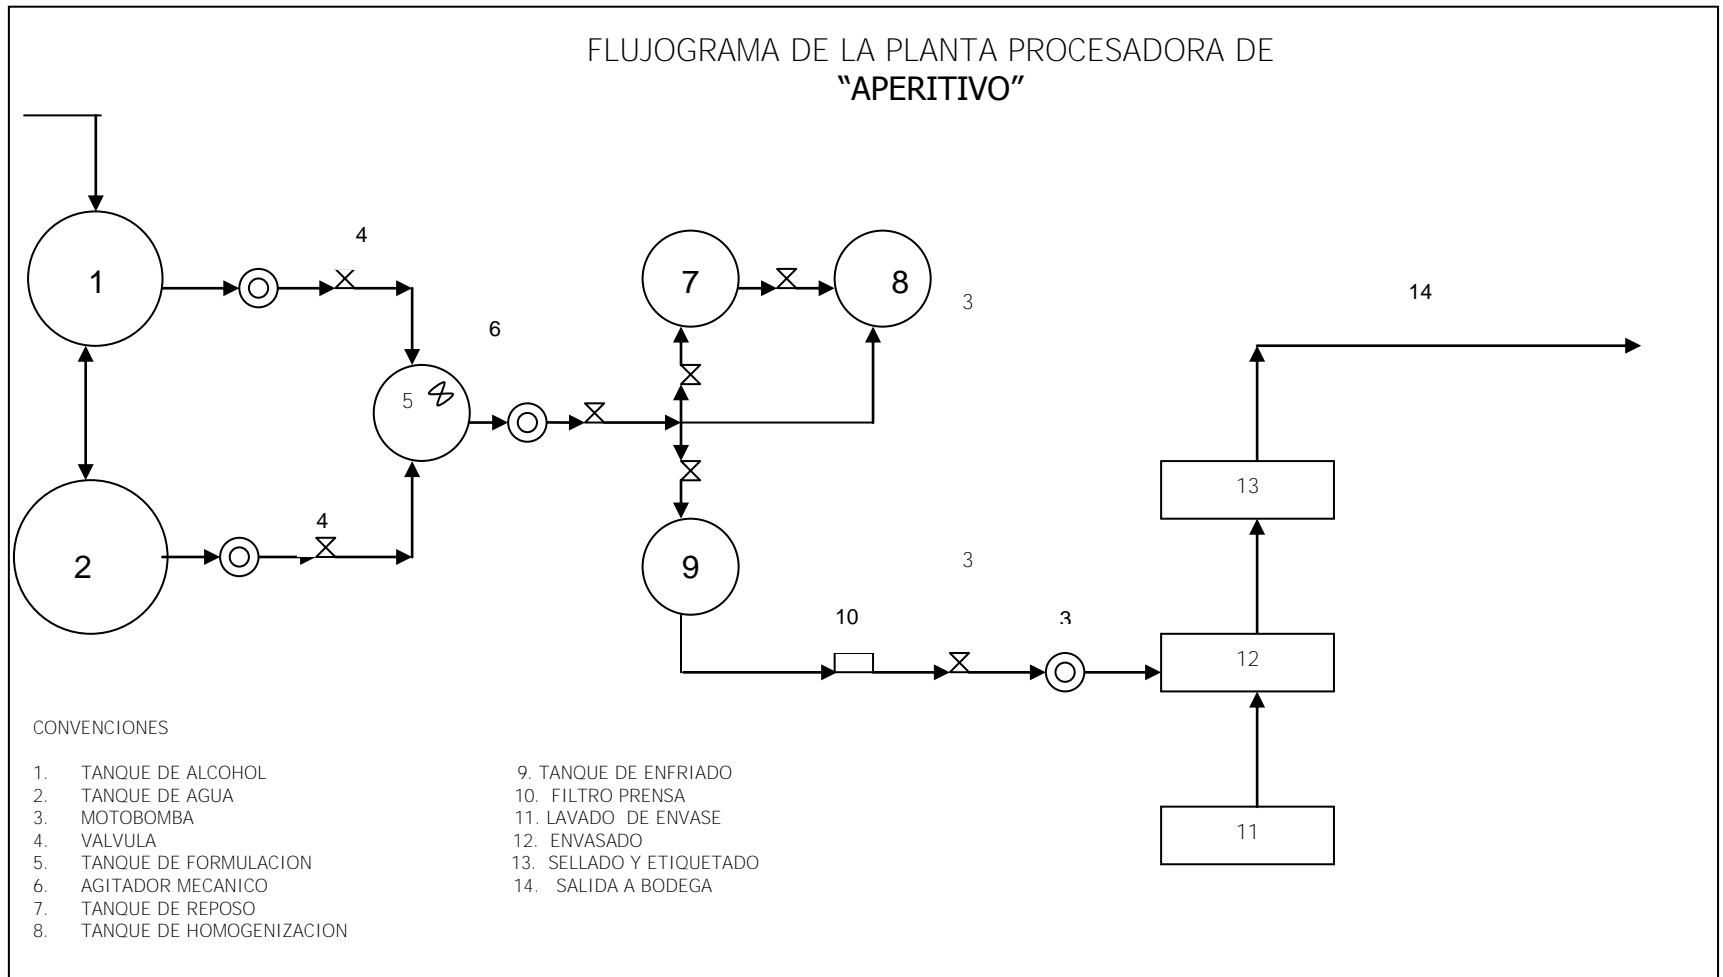 FLUJOGRAMA DE LA PLANTA PROCESADORA DE
“APERITIVO”
4
14
1
7
8
3
6
5
4
2
9
3
13
10
3
12
11
CONVENCIONES
1. TANQUE DE ALCOHOL
2. TANQUE DE AGUA
3. MOTOBOMBA
4. VALVULA
5. TANQUE DE FORMULACION
6. AGITADOR MECANICO
7. TANQUE DE REPOSO
8. TANQUE DE HOMOGENIZACION
9. TANQUE DE ENFRIADO
10. FILTRO PRENSA
11. LAVADO DE ENVASE
12. ENVASADO
13. SELLADO Y ETIQUETADO
14. SALIDA A BODEGA